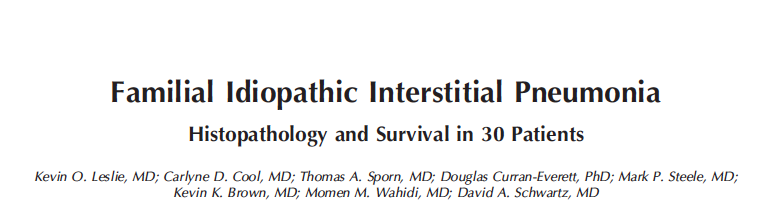 Familial Idiopathic Interstitial Pneumonia
Histopathology and Survival in 30 Patients
Kevin O. Leslie, MD; Carlyne D. Cool, MD; Thomas A. Sporn, MD; Douglas Curran-Everett, PhD; Mark P. Steele, MD;
Kevin K. Brown, MD; Momen M. Wahidi, MD; David A. Schwartz, MD